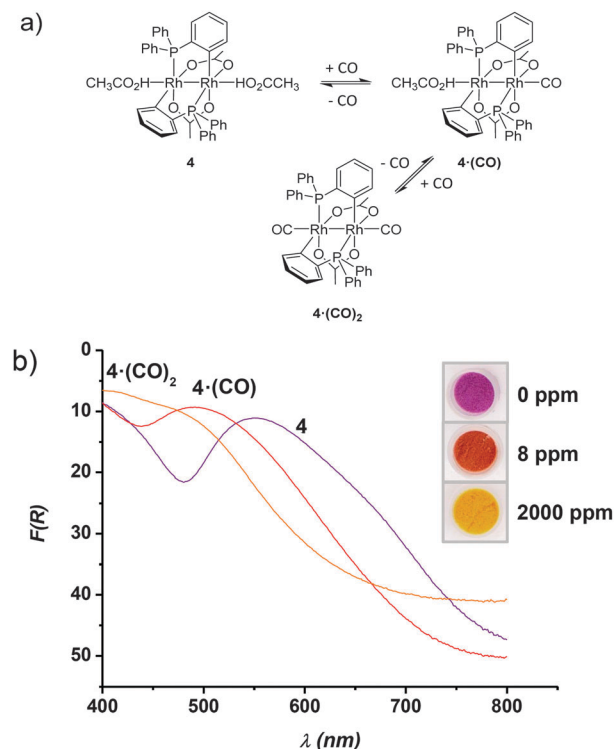 a)
Ph
Ph
P
CH3CO2H
Rh
Rh
HO2CCH3
O
O
O
O
P
Ph
Ph
4
+ CO
- CO
Ph
Ph
P
CH3CO2H
Rh
Rh
CO
O
O
O
O
P
Ph
Ph
4·(CO)
- CO
+ CO
Ph
Ph
P
OC
Rh
Rh
CO
O
O
O
O
P
Ph
Ph
4·(CO)2
b)
0
10
20
30
40
50
F(R)
4·(CO)2
4·(CO)
4
0 ppm
8 ppm
2000 ppm
400
500
600
700
800
λ (nm)